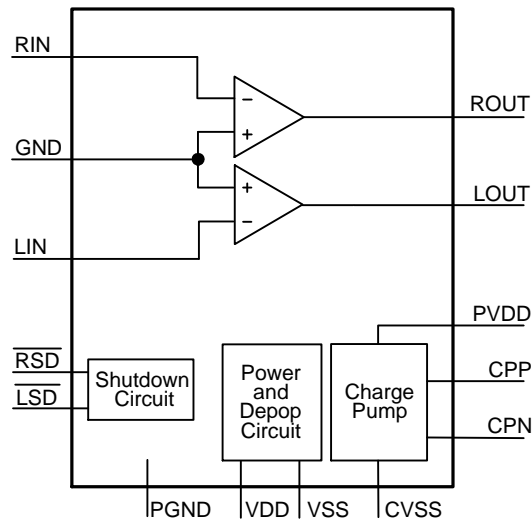 RIN
−
ROUT
+
GND
LOUT
+
−
LIN
PVDD
RSD
Shutdown
Circuit
LSD
Power
and
Depop
Circuit
Charge
Pump
CPP
CPN
PGND
VDD
VSS
CVSS